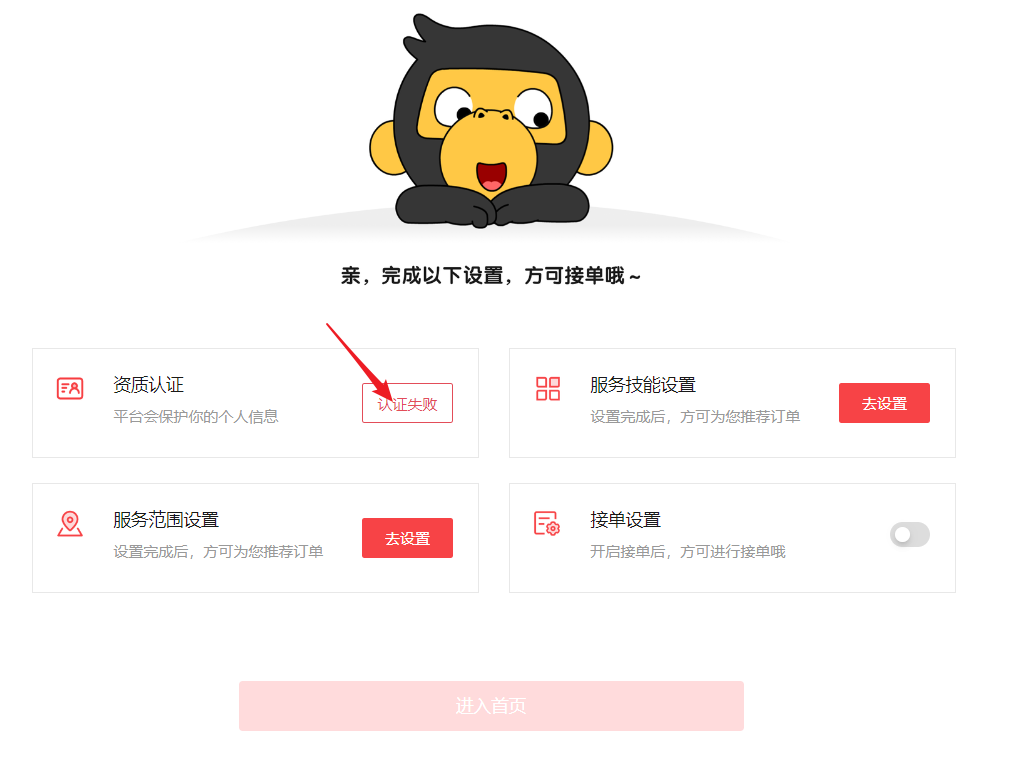 亲，完成以下设置，方可接单哦~
资质认证
平台会保护你的个人信息
认证失败
服务技能设置
设置完成后，方可为您推荐订单
去设置
服务范围设置
设置完成后，方可为您推荐订单
去设置
接单设置
开启接单后，方可进行接单哦
进入首页